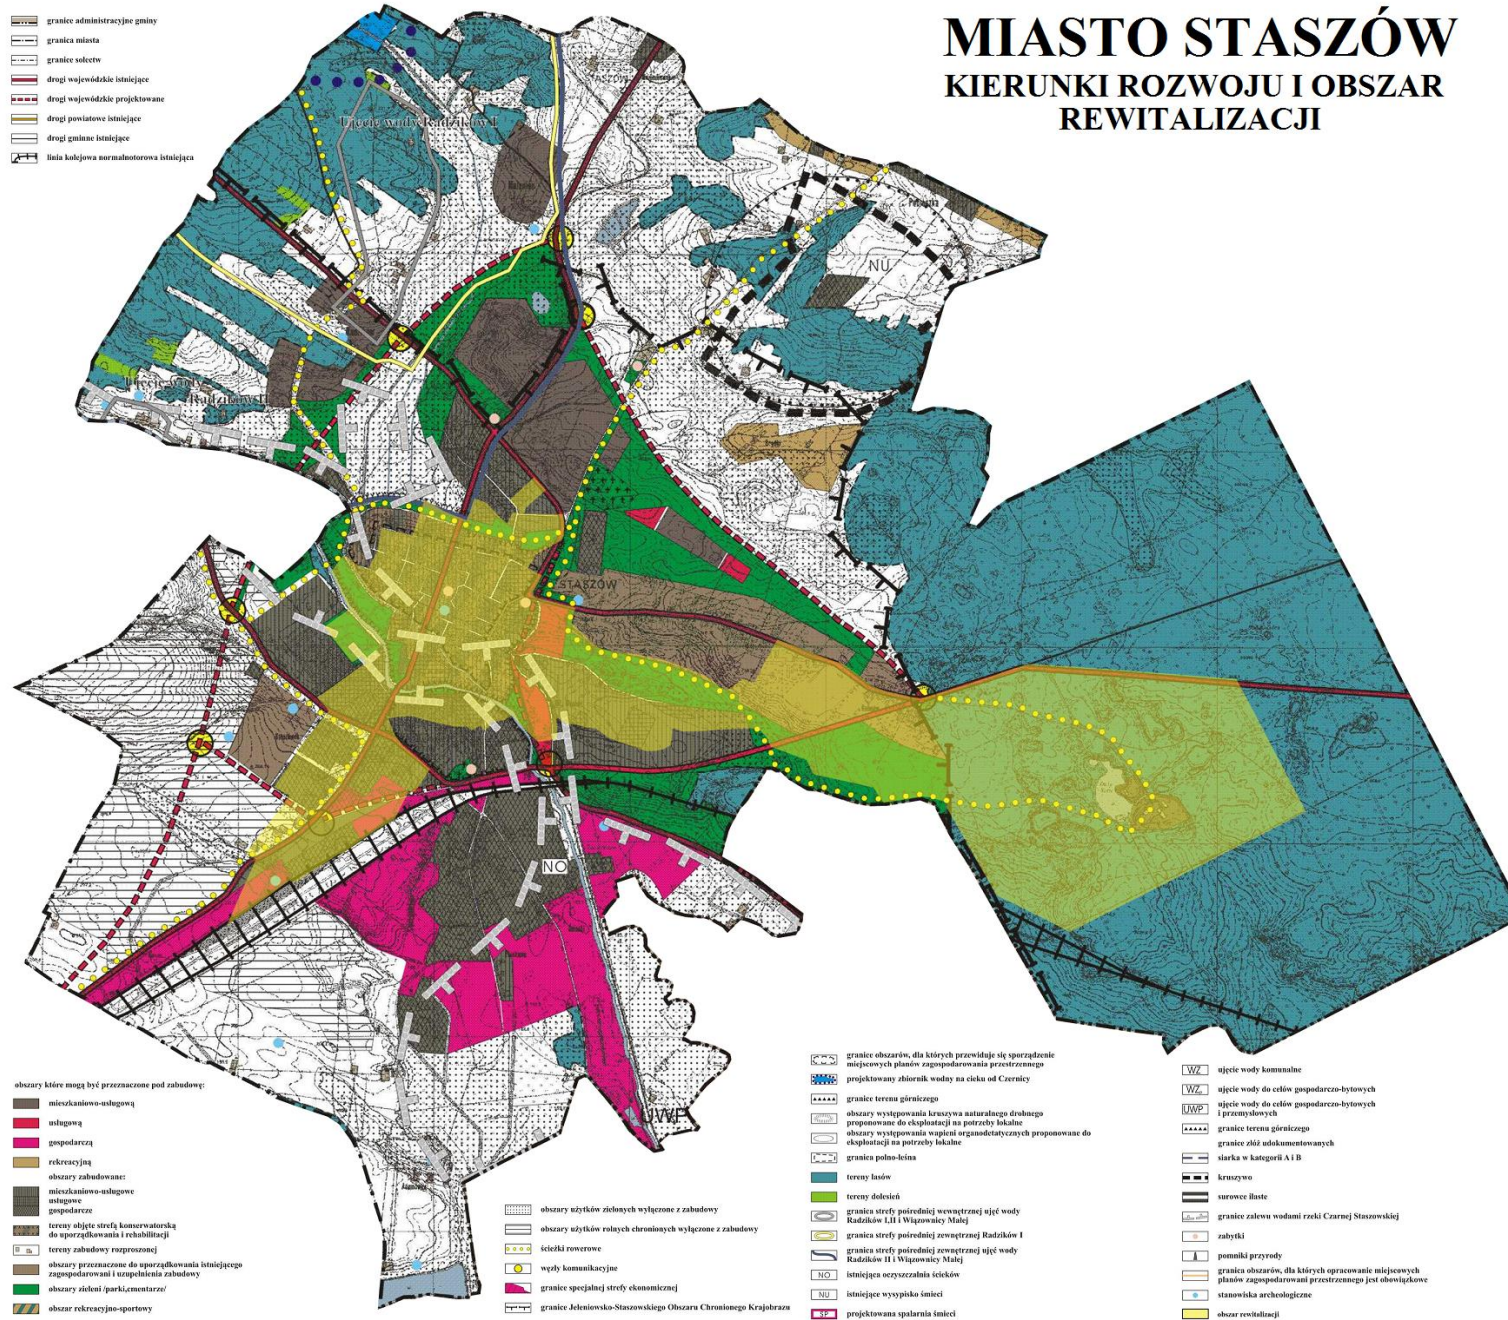 MIASTO STASZÓW
KIERUNKI ROZWOJU I OBSZAR
REWITALIZACJI
granice administracyjne gminy
granica miasta
granice sołectw
drogi wojewódzkie istniejące
drogi wojewódzkie projektowane
drogi powiatowe istniejące
drogi gminne istniejące
linia kolejowa normalnotorowa istniejąca
Ujęcie wody Radzików I
Ujęcie wody
Radzików II
NU
STASZÓW
NO
UWP
obszary które mogą być przeznaczone pod zabudowę:
mieszkaniowo-usługową
usługową
gospodarczą
rekreacyjną
obszary zabudowane:
mieszkaniowo-usługowe
usługowe
gospodarcze
tereny objęte strefą konserwatorską
do uporządkowania i rehabilitacji
tereny zabudowy rozproszonej
obszary przeznaczone do uporządkowania istniejącego
zagospodarowani i uzupełnienia zabudowy
obszary zieleni /parki,cmentarze/
obszar rekreacyjno-sportowy
obszary użytków zielonych wyłączone z zabudowy
obszary użytków rolnych chronionych wyłączone z zabudowy
ścieżki rowerowe
węzły komunikacyjne
granice specjalnej strefy ekonomicznej
granice Jeleniowsko-Staszowskiego Obszaru Chronionego Krajobrazu
granice obszarów, dla których przewiduje się sporządzenie
miejscowych planów zagospodarowania przestrzennego
projektowany zbiornik wodny na cieku od Czernicy
granice terenu górniczego
obszary występowania kruszywa naturalnego drobnego
proponowane do eksploatacji na potrzeby lokalne
obszary występowania wapieni organodetatycznych proponowane do
eksploatacji na potrzeby lokalne
granica polno-leśna
tereny lasów
tereny dolesień
granica strefy pośredniej wewnętrznej ujęć wody
Radzików I,II i Wiązownicy Małej
granica strefy pośredniej zewnętrznej Radzików I
granica strefy pośredniej zewnętrznej ujęć wody
Radzików II i Wiązownicy Małej
NO istniejąca oczyszczalnia ścieków
NU istniejące wysypisko śmieci
SP projektowana spalarnia śmieci
WZ ujęcie wody komunalne
WZ ujęcie wody do celów gospodarczo-bytowych
UWP ujęcie wody do celów gospodarczo-bytowych
i przemysłowych
granice terenu górniczego
granice złóż udokumentowanych
siarka w kategorii A i B
kruszywo
surowce ilaste
granice zalewu wodami rzeki Czarnej Staszowskiej
zabytki
pomniki przyrody
granica obszarów, dla których opracowanie miejscowych
planów zagospodarowani przestrzennego jest obowiązkowe
stanowiska archeologiczne
obszar rewitalizacji